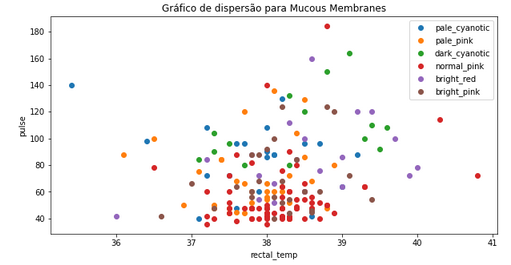 Gráfico de dispersão para Mucous Membranes
180
160
140
120
100
80
60
40
pulse
36
37
38
39
40
41
rectal_temp
pale_cyanotic
pale_pink
dark_cyanotic
normal_pink
bright_red
bright_pink